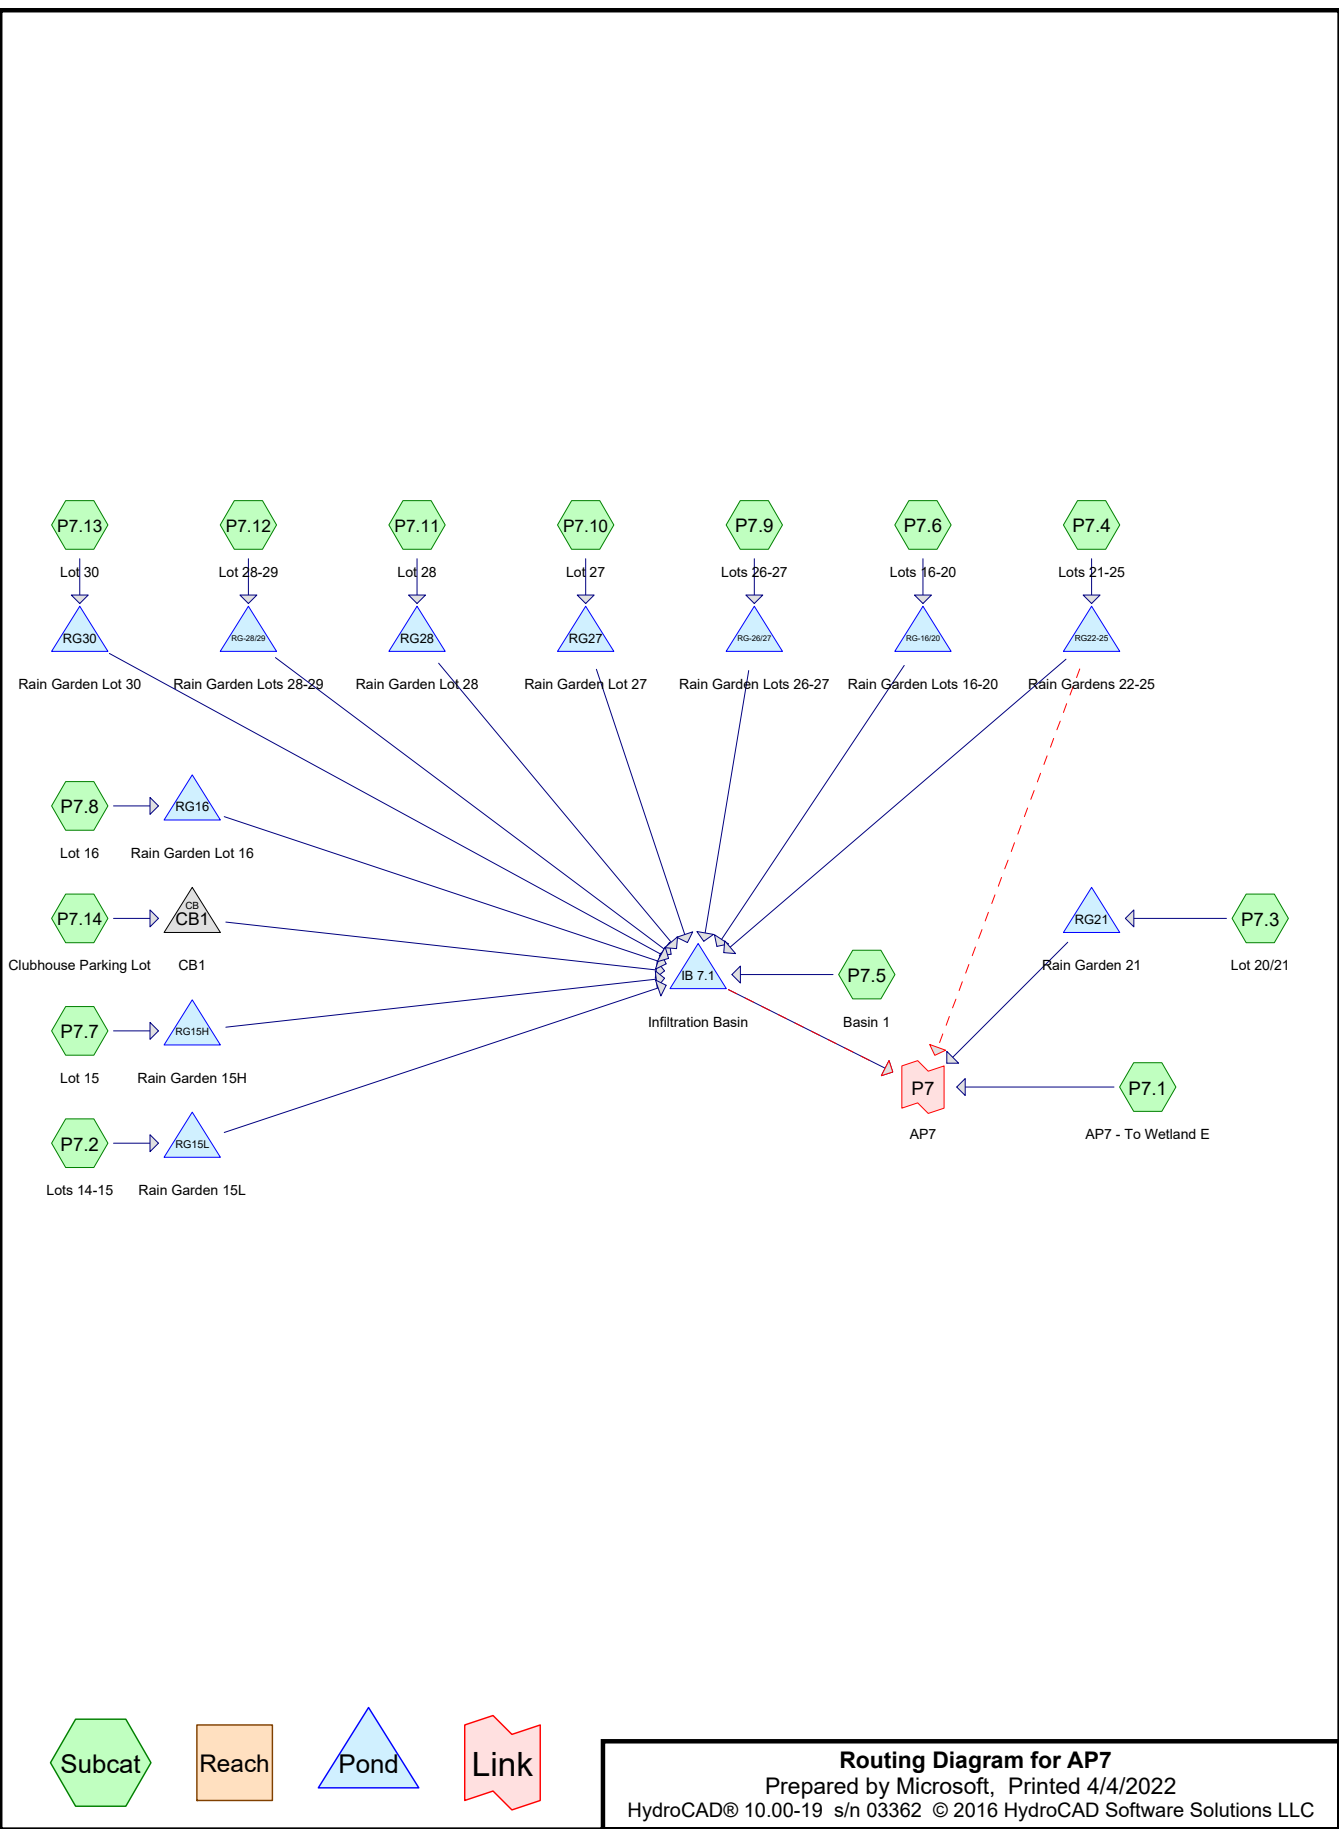 P7.13
P7.12
P7.11
P7.10
P7.9
P7.6
P7.4
Lot 30
Lot 28-29
Lot 28
Lot 27
Lots 26-27
Lots 16-20
Lots 21-25
RG30
RG-28/29
RG28
RG27
RG-26/27
RG-16/20
RG22-25
Rain Garden Lot 30
Rain Garden Lots 28-29
Rain Garden Lot 28
Rain Garden Lot 27
Rain Garden Lots 26-27
Rain Garden Lots 16-20
Rain Gardens 22-25
P7.8
RG16
Lot 16
Rain Garden Lot 16
P7.14
CB
CB1
RG21
P7.3
Clubhouse Parking Lot
CB1
Rain Garden 21
Lot 20/21
IB 7.1
P7.5
Infiltration Basin
Basin 1
P7.7
RG15H
Lot 15
Rain Garden 15H
P7
P7.1
AP7
AP7 - To Wetland E
P7.2
RG15L
Lots 14-15
Rain Garden 15L
Subcat
Reach
Pond
Link
Routing Diagram for AP7
Prepared by Microsoft, Printed 4/4/2022
HydroCAD® 10.00-19 s/n 03362 © 2016 HydroCAD Software Solutions LLC